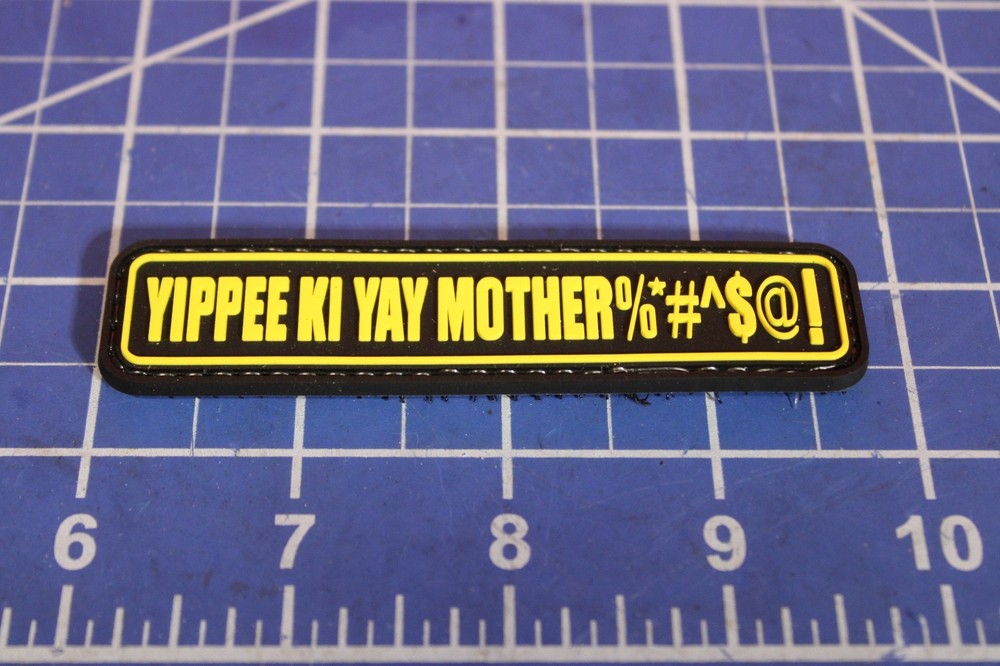 YIPPEE KI YAY MOTHER%*#^$@!
6 7 8 9 10